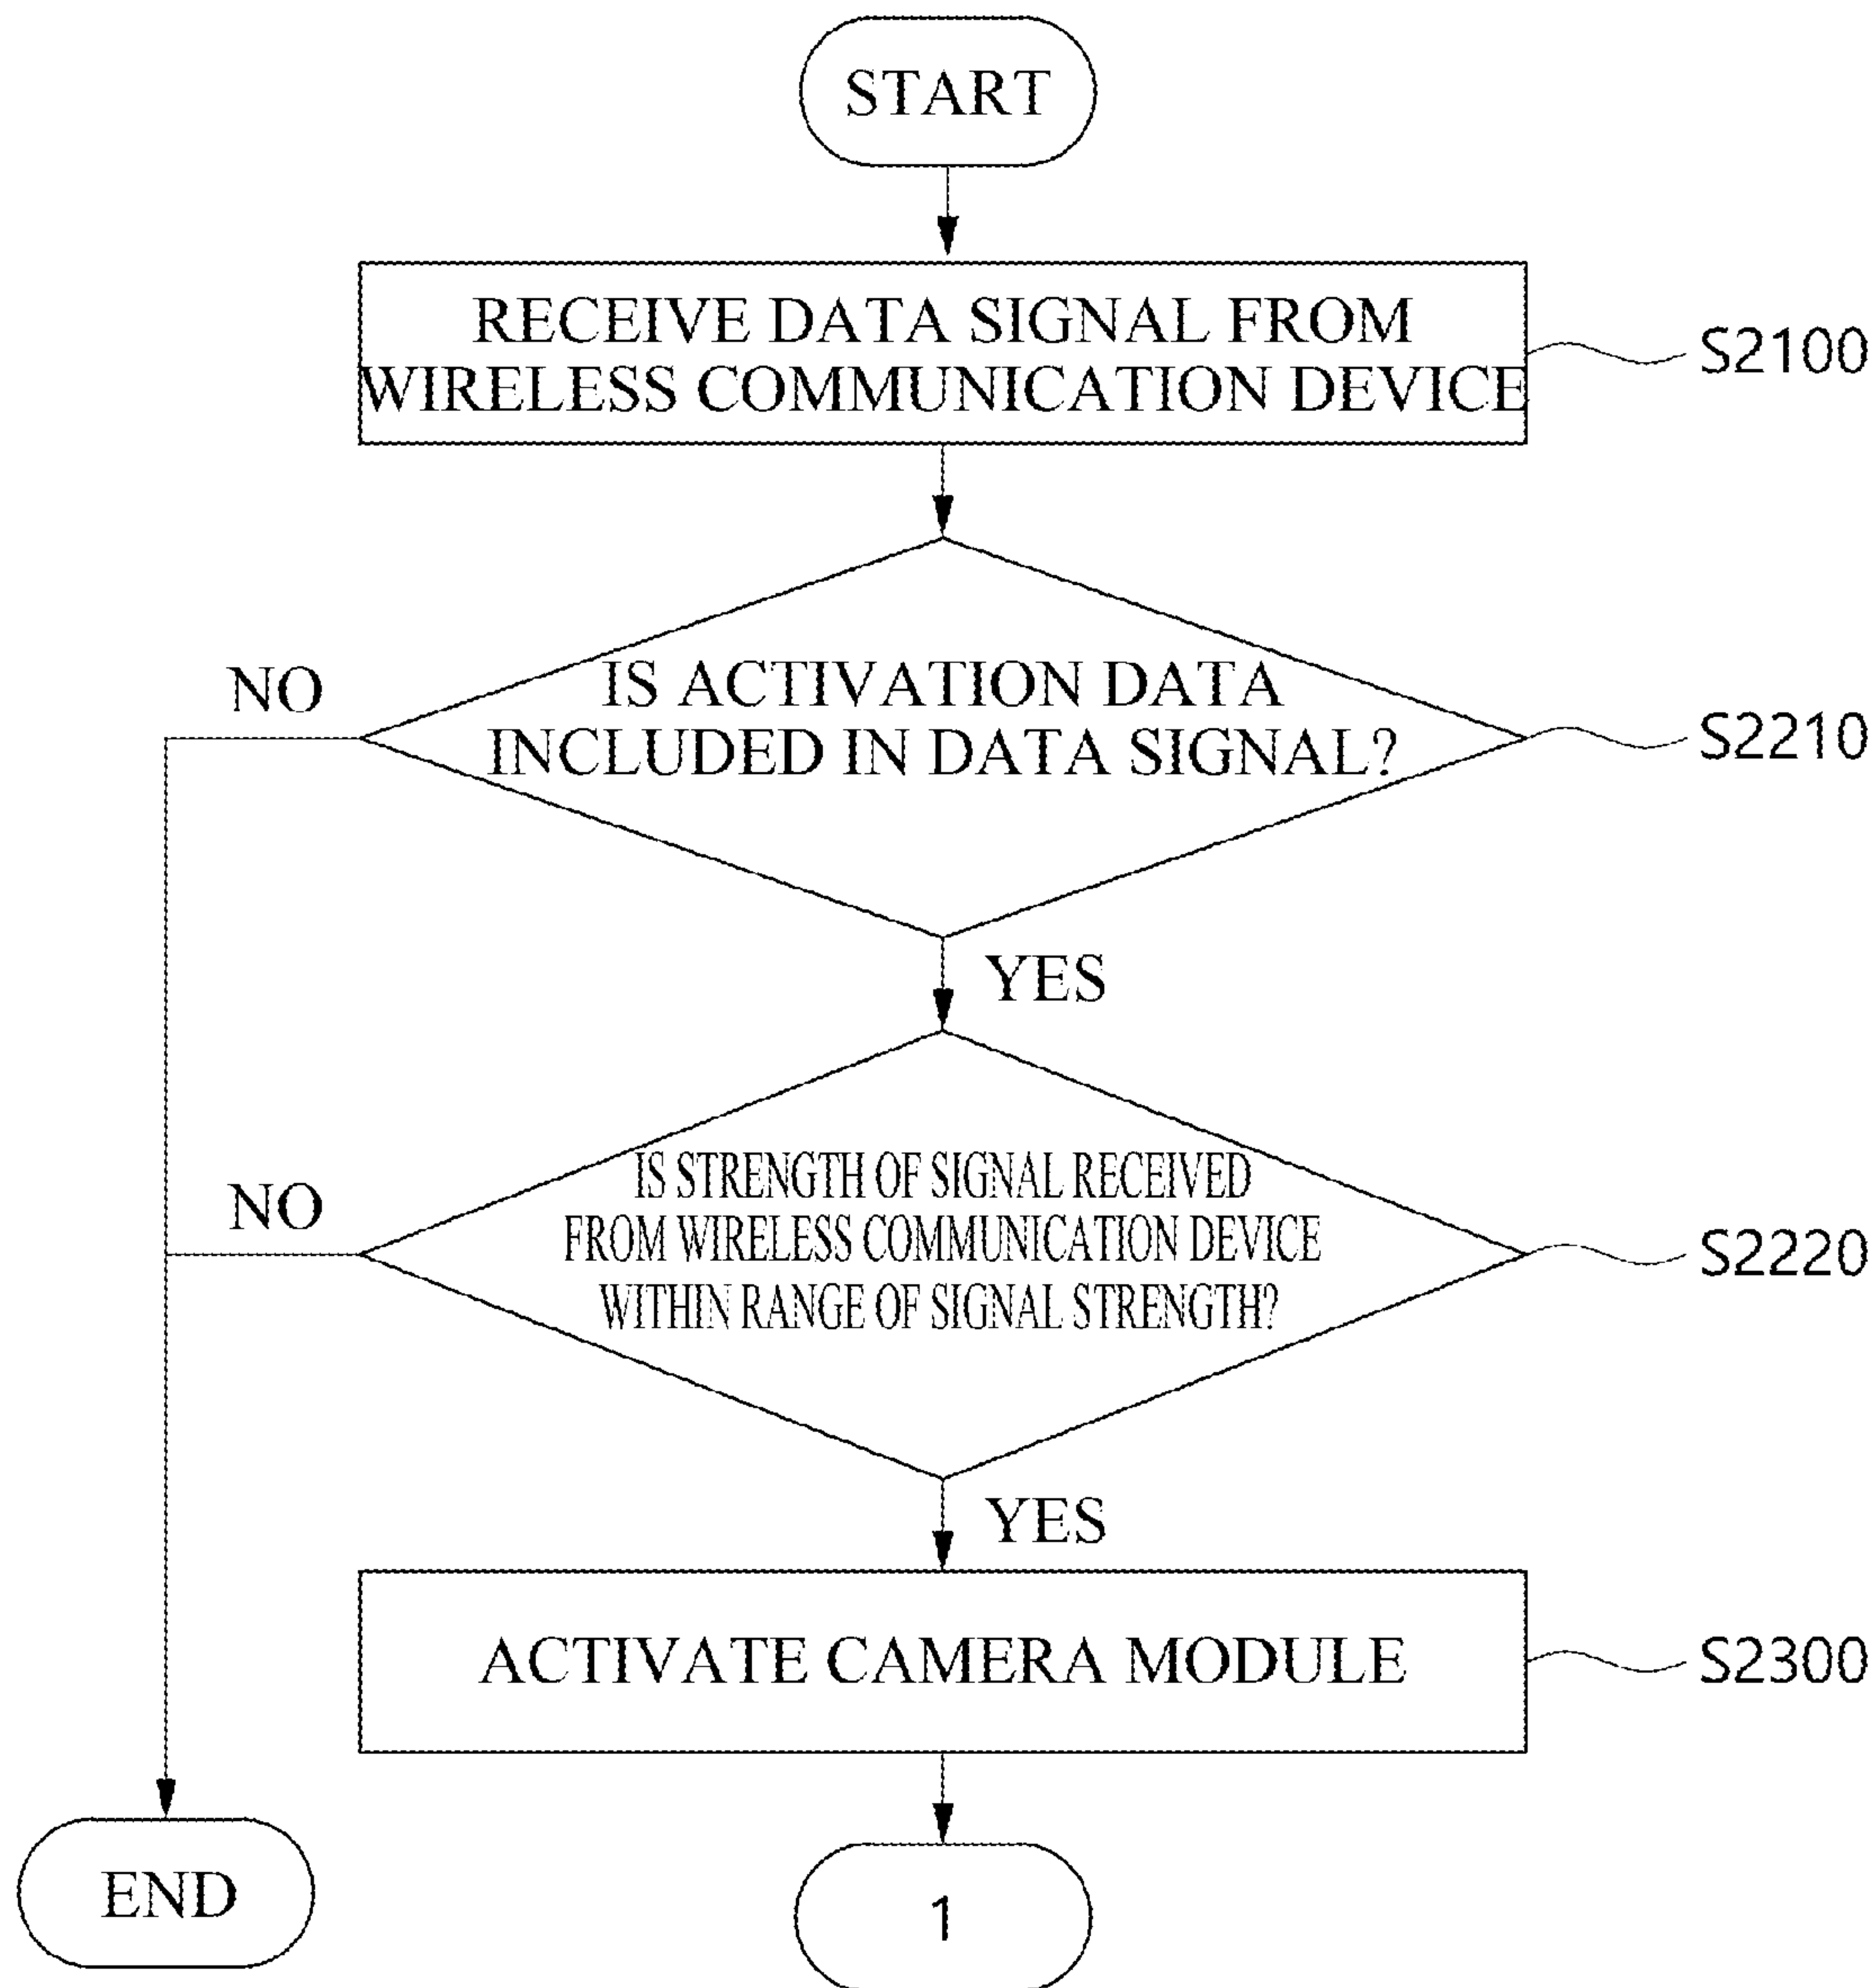 START
RECEIVE DATA SIGNAL FROM
WIRELESS COMMUNICATION DEVICE
S2100
NO
IS ACTIVATION DATA
INCLUDED IN DATA SIGNAL?
S2210
YES
NO
IS STRENGTH OF SIGNAL RECEIVED
FROM WIRELESS COMMUNICATION DEVICE
WITHIN RANGE OF SIGNAL STRENGTH?
S2220
YES
ACTIVATE CAMERA MODULE
S2300
END
1